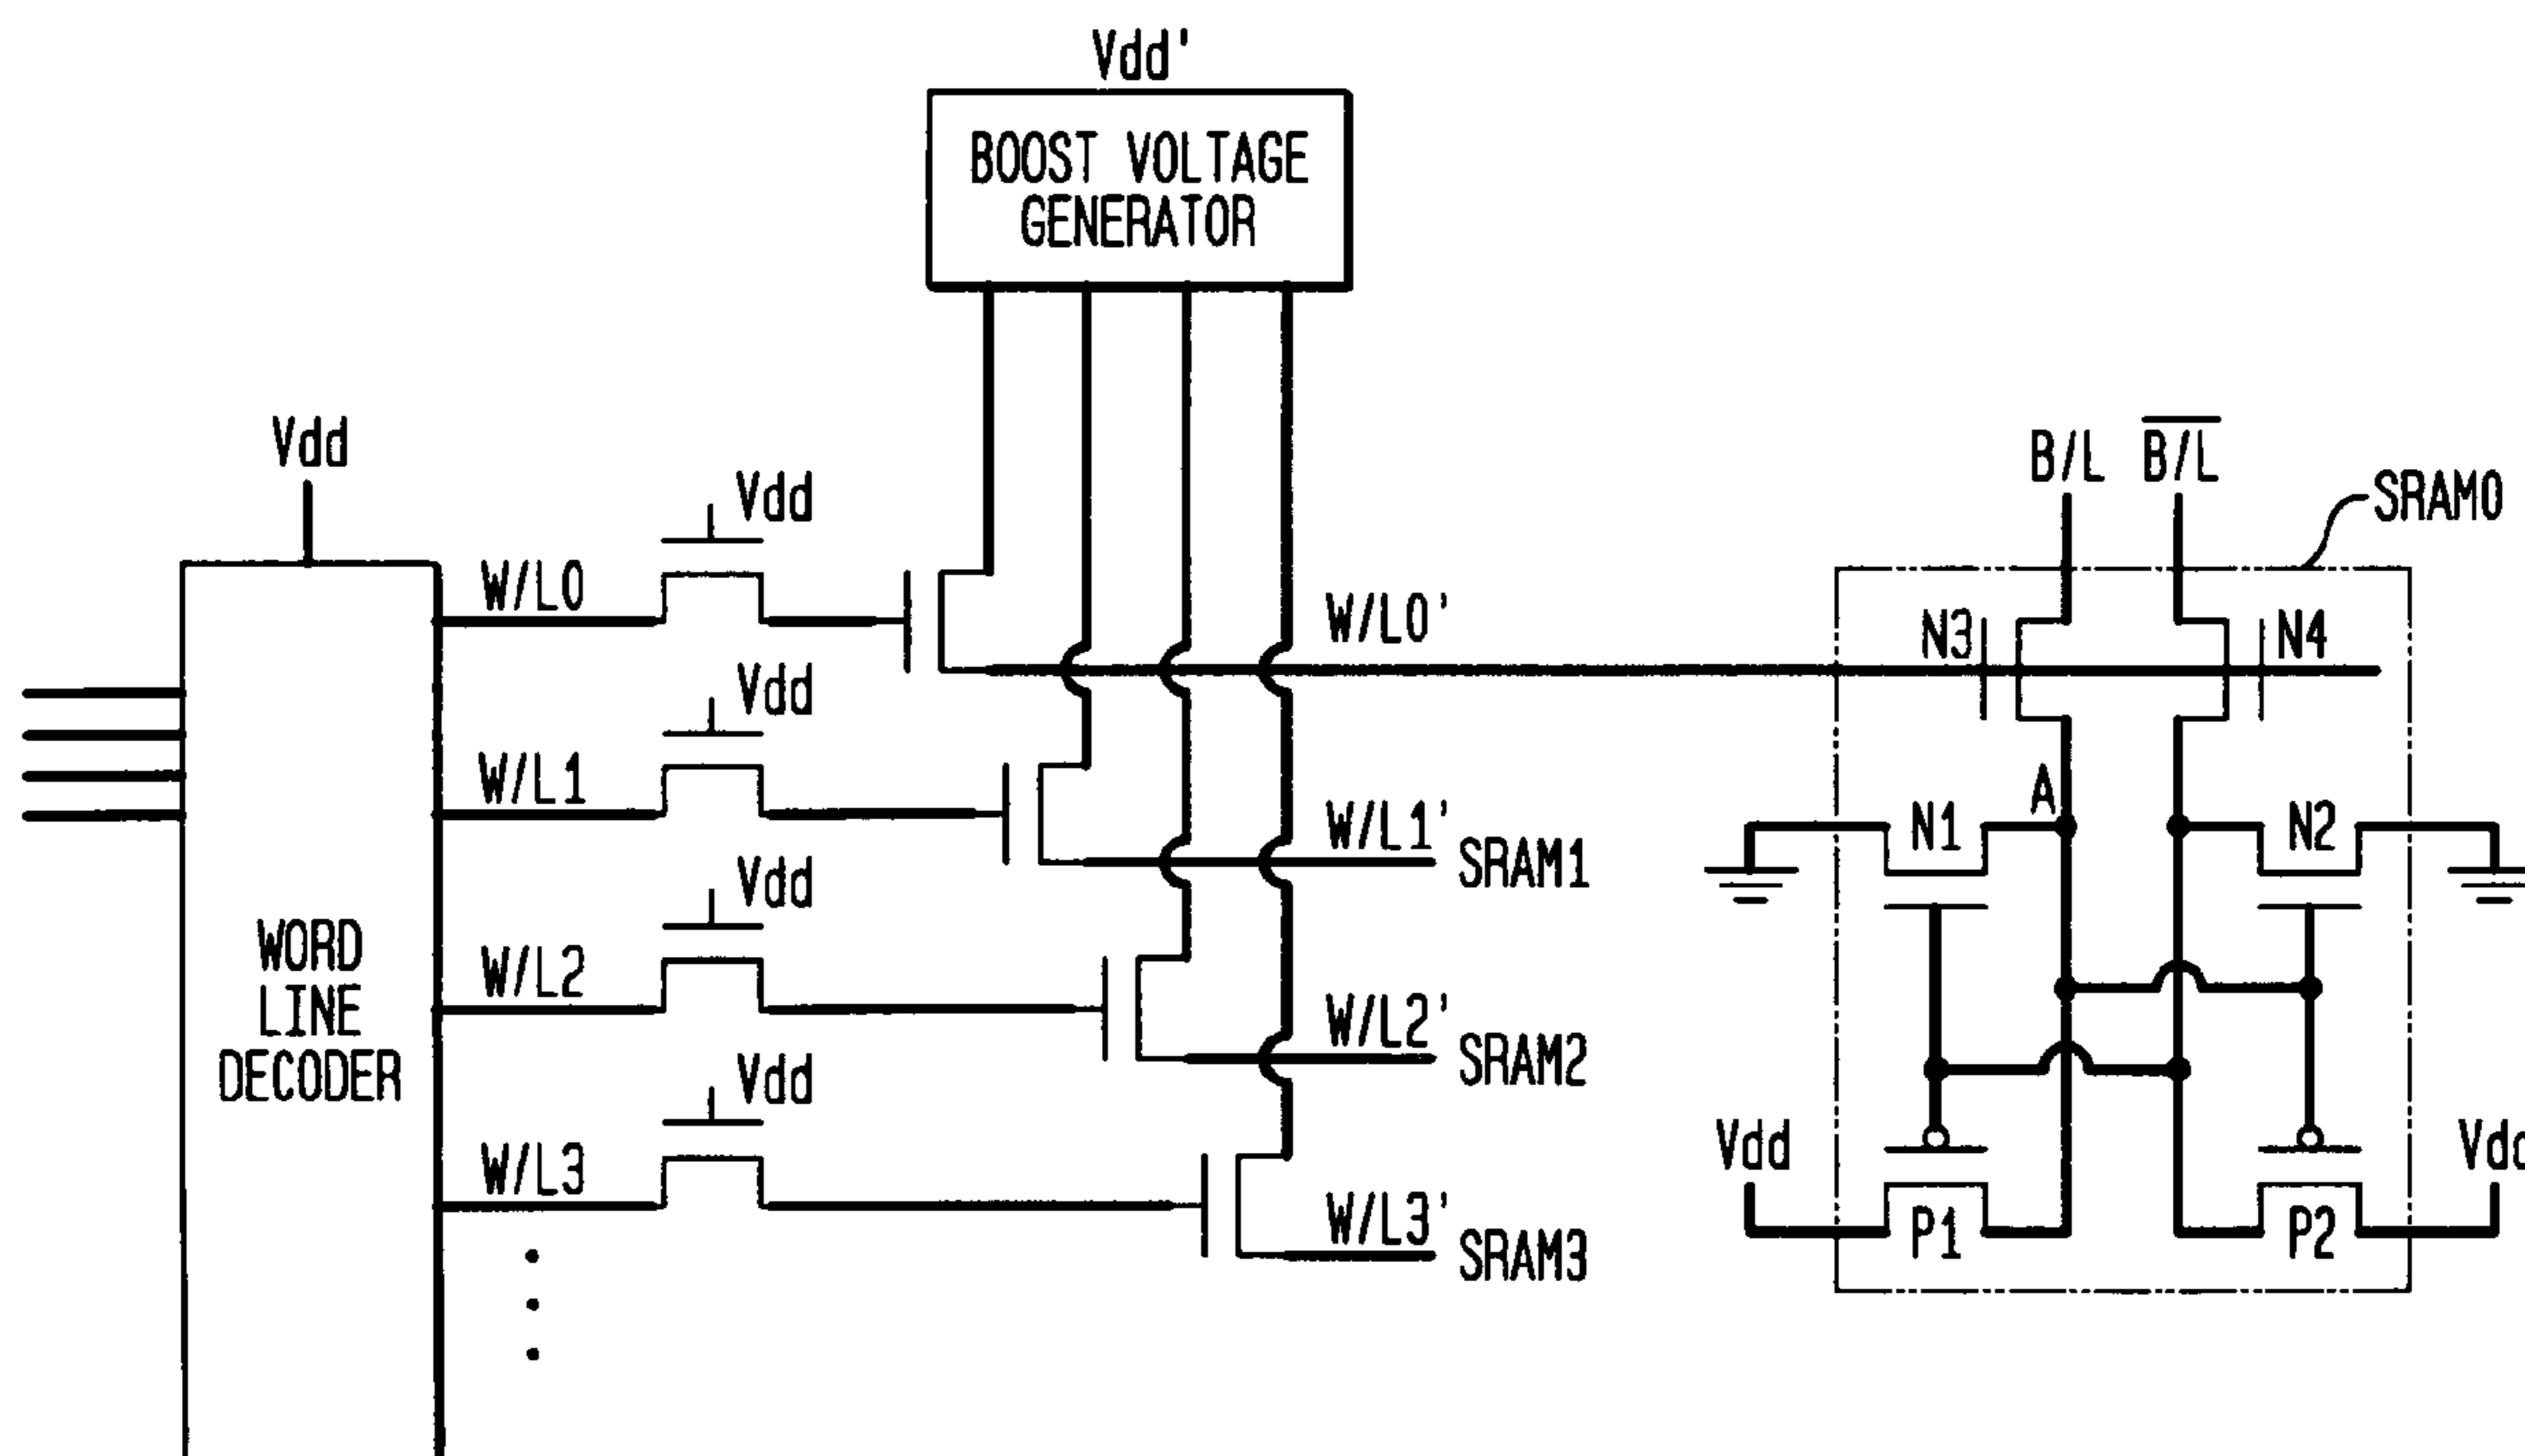 Vdd'
BOOST VOLTAGE
GENERATOR
Vdd
Vdd
B/L
B/L
SRAM0
W/L0
W/L0'
N3
N4
Vdd
W/L1
W/L1'
SRAM1
A
N1
N2
Vdd
WORD
LINE
DECODER
W/L2
W/L2'
SRAM2
Vdd
Vdd
W/L3
W/L3'
SRAM3
P1
P2